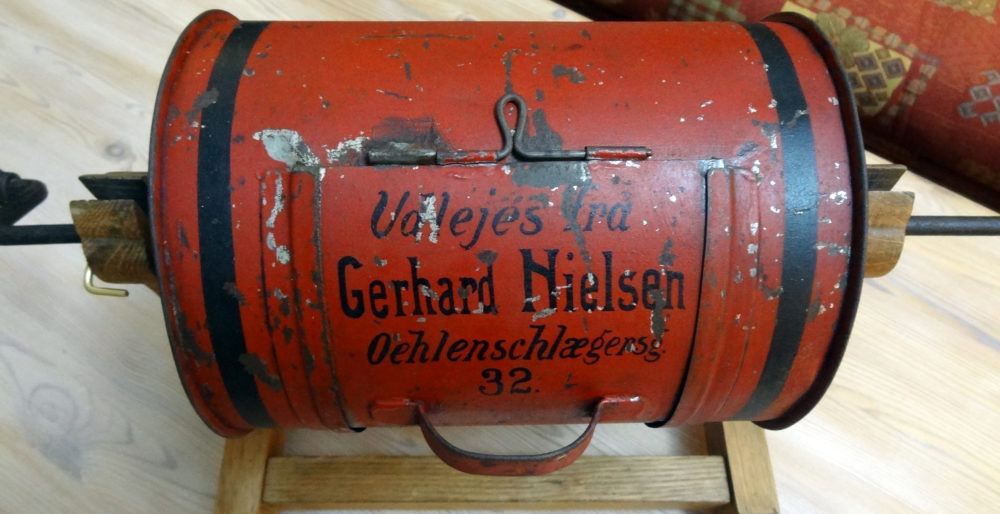 Udlejes fra
Gerhard Nielsen
Oehlenschlægersg.
32.